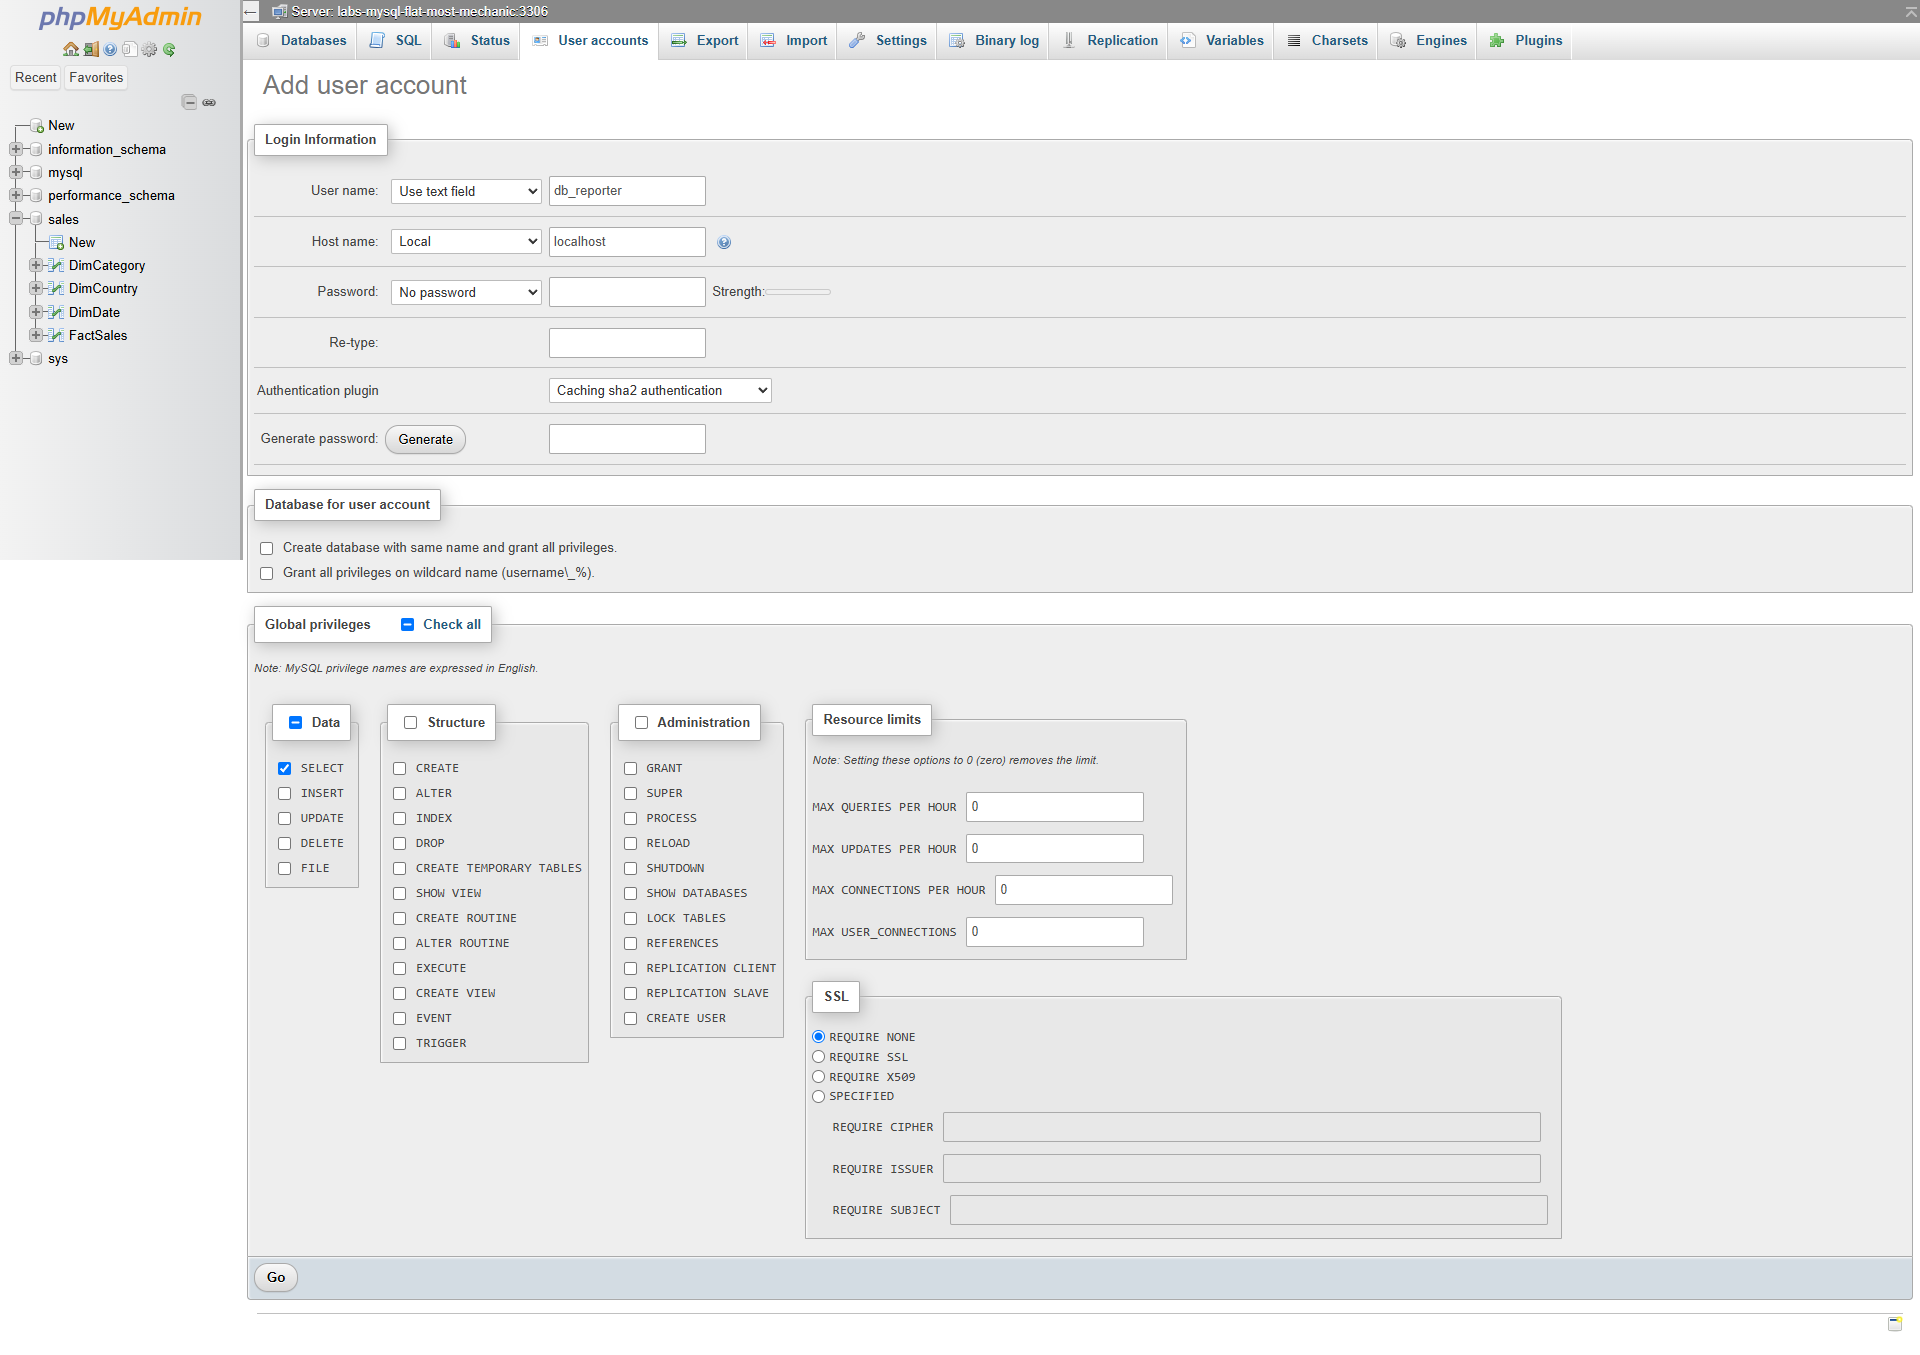 phpMyAdmin
Recent Favorites
New
information_schema
mysql
performance_schema
sales
New
DimCategory
DimCountry
DimDate
FactSales
sys
Server: labs-mysql-flat-most-mechanic:3306
Databases SQL Status User accounts Export Import Settings Binary log Replication Variables Charsets Engines Plugins
Add user account
Login Information
User name: Use text field db_reporter
Host name: Local localhost
Password: No password Strength:
Re-type:
Authentication plugin Caching sha2 authentication
Generate password: Generate
Database for user account
Create database with same name and grant all privileges.
Grant all privileges on wildcard name (username\_%).
Global privileges Check all
Note: MySQL privilege names are expressed in English.
Data
SELECT
INSERT
UPDATE
DELETE
FILE
Structure
CREATE
ALTER
INDEX
DROP
CREATE TEMPORARY TABLES
SHOW VIEW
CREATE ROUTINE
ALTER ROUTINE
EXECUTE
CREATE VIEW
EVENT
TRIGGER
Administration
GRANT
SUPER
PROCESS
RELOAD
SHUTDOWN
SHOW DATABASES
LOCK TABLES
REFERENCES
REPLICATION CLIENT
REPLICATION SLAVE
CREATE USER
Resource limits
Note: Setting these options to 0 (zero) removes the limit.
MAX QUERIES PER HOUR 0
MAX UPDATES PER HOUR 0
MAX CONNECTIONS PER HOUR 0
MAX USER_CONNECTIONS 0
SSL
REQUIRE NONE
REQUIRE SSL
REQUIRE X509
SPECIFIED
REQUIRE CIPHER
REQUIRE ISSUER
REQUIRE SUBJECT
Go